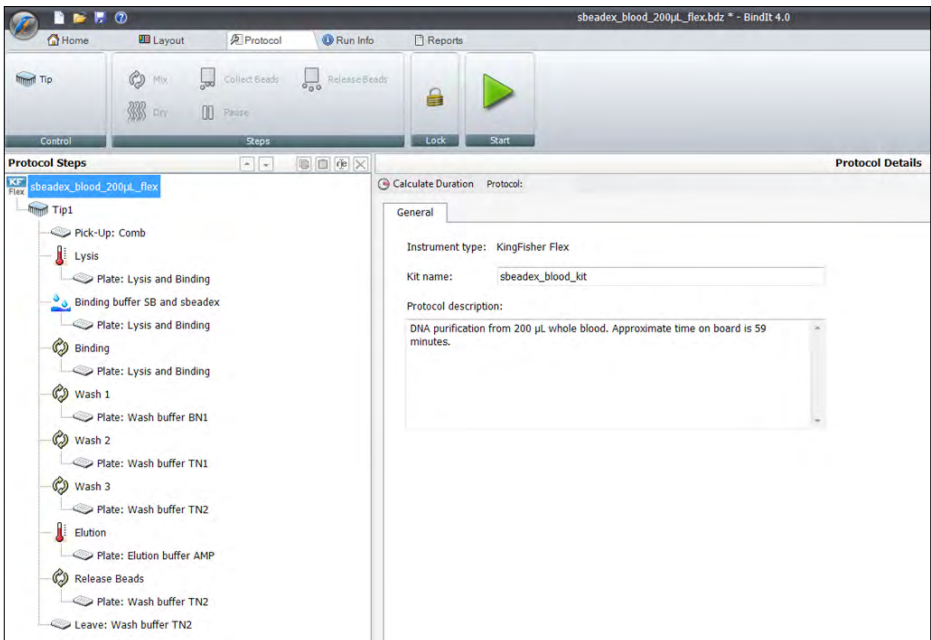 sbeadex_blood_200µL_flex.bdz * - BindIt 4.0
Home Layout Protocol Run Info Reports
Tip Mix Collect Beads Release Beads
Dry Pause
Control Steps Lock Start
Protocol Steps
Protocol Details
KF Flex sbeadex_blood_200µL_flex
Tip1
Pick-Up: Comb
Lysis
Plate: Lysis and Binding
Binding buffer SB and sbeadex
Plate: Lysis and Binding
Binding
Plate: Lysis and Binding
Wash 1
Plate: Wash buffer BN1
Wash 2
Plate: Wash buffer TN1
Wash 3
Plate: Wash buffer TN2
Elution
Plate: Elution buffer AMP
Release Beads
Plate: Wash buffer TN2
Leave: Wash buffer TN2
Calculate Duration Protocol:
General
Instrument type: KingFisher Flex
Kit name: sbeadex_blood_kit
Protocol description:
DNA purification from 200 µL whole blood. Approximate time on board is 59
minutes.